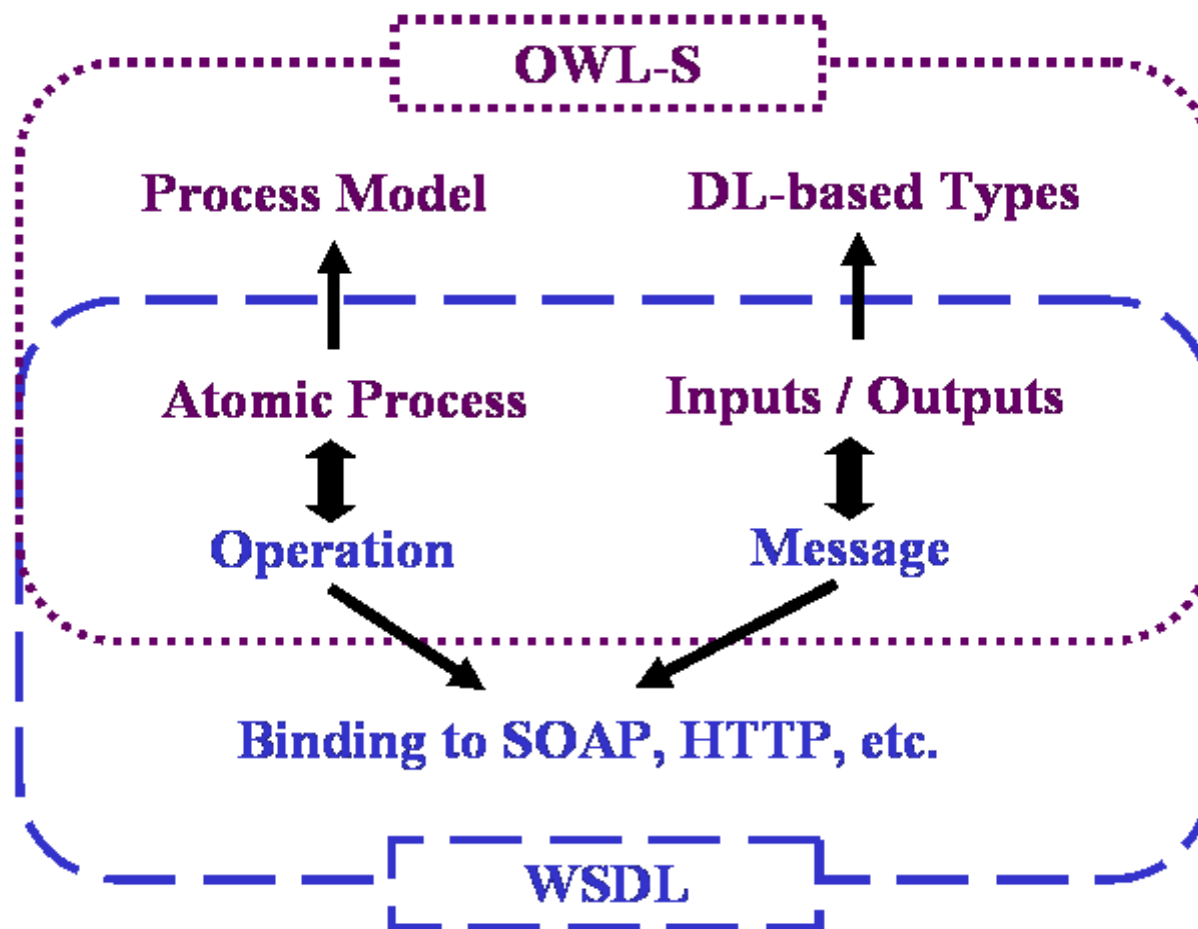 OWL-S
Process Model
DL-based Types
Atomic Process
Inputs / Outputs
Operation
Message
Binding to SOAP, HTTP, etc.
WSDL